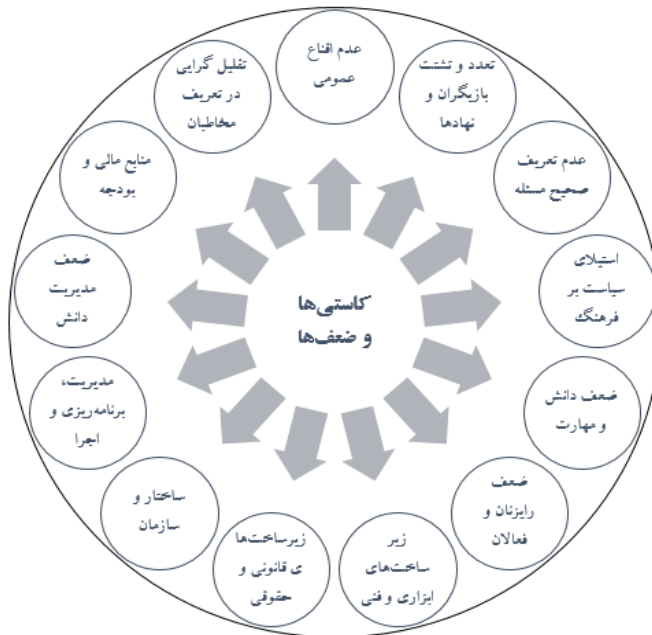 عدم اقناع
عمومی
تعدد و تشتت
بازیگران و
نهادها
عدم تعریف
صحیح مسئله
استیلای
سیاست بر
فرهنگ
ضعف دانش
و مهارت
ضعف
رایزنان و
فعالان
زیر
ساخت‌های
ابزاری و فنی
زیرساخت‌ها
ی قانونی و
حقوقی
ساختار و
سازمان
مدیریت،
برنامه‌ریزی و
اجرا
ضعف
مدیریت
دانش
منابع مالی و
بودجه
تقلیل گرایی
در تعریف
مخاطبان
کاستی‌ها
و ضعف‌ها